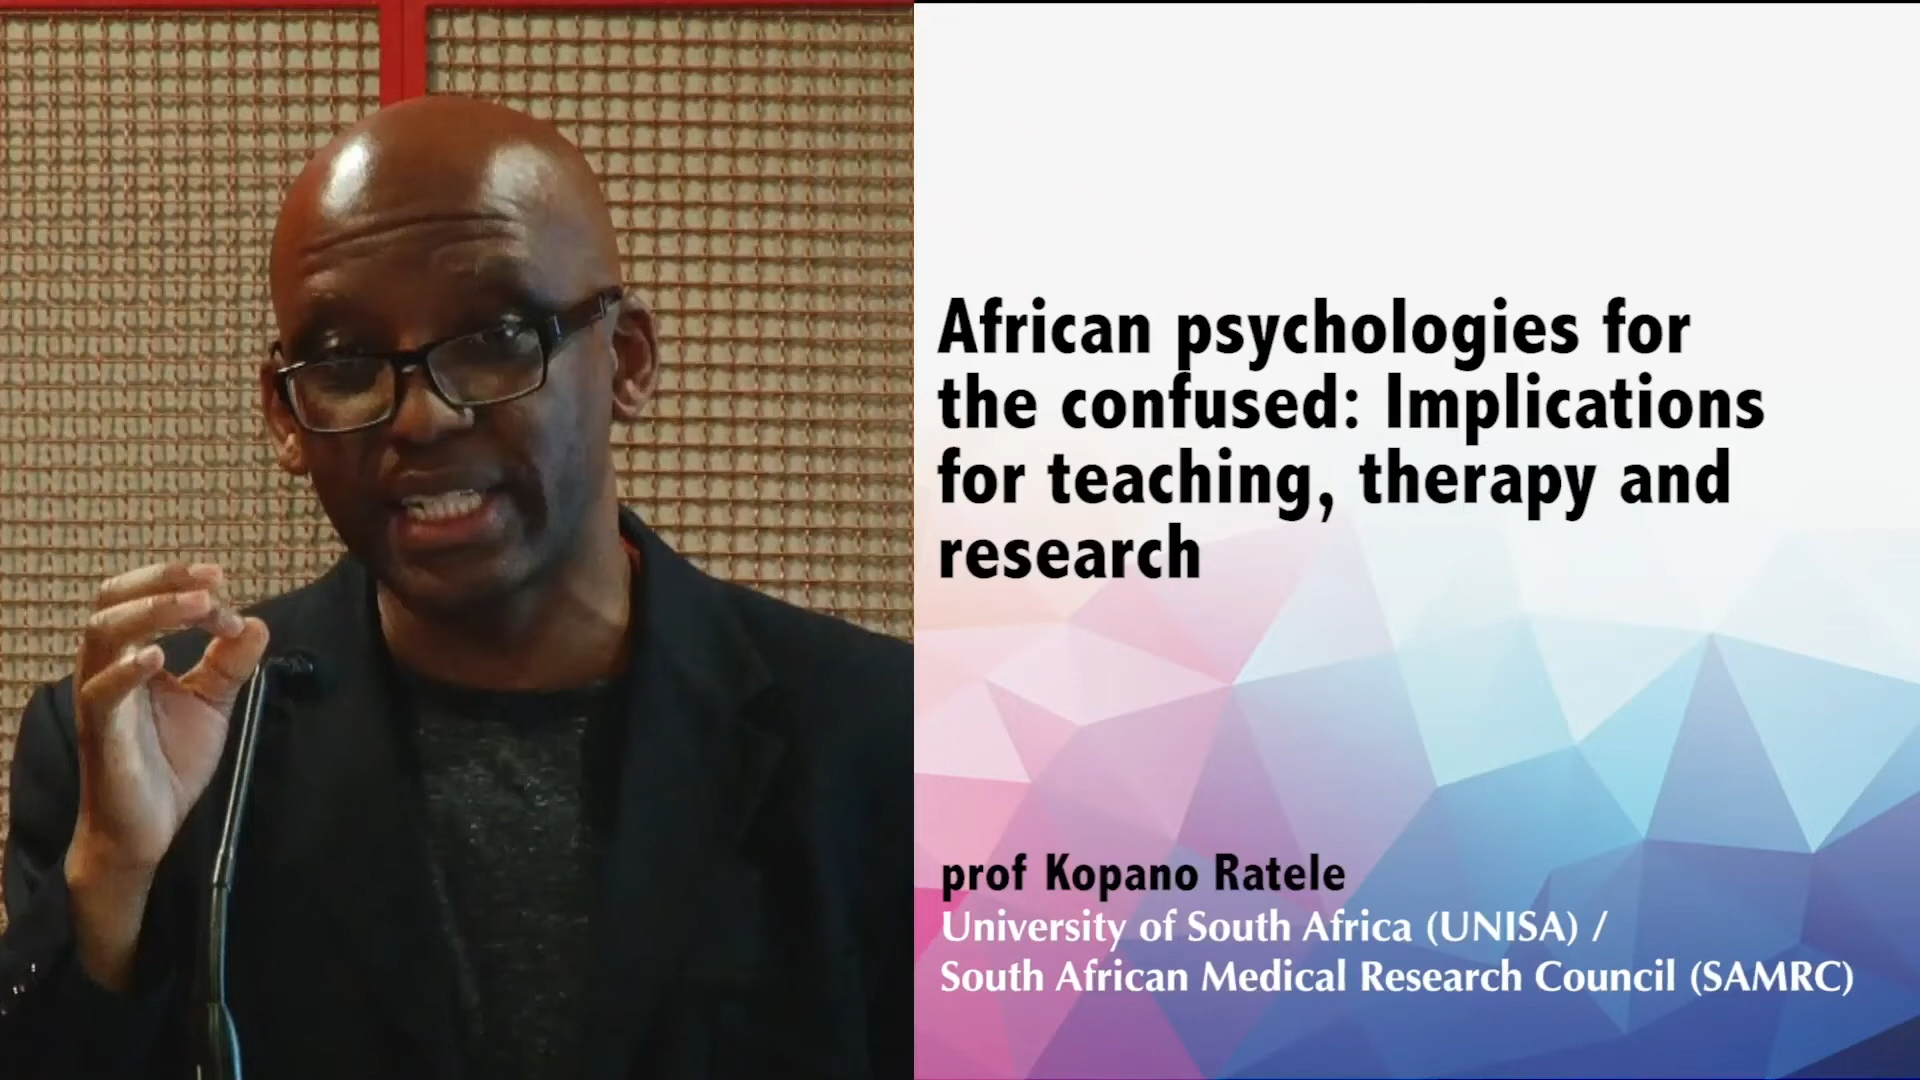 African psychologies for
the confused: Implications
for teaching, therapy and
research
prof Kopano Ratele
University of South Africa (UNISA) /
South African Medical Research Council (SAMRC)